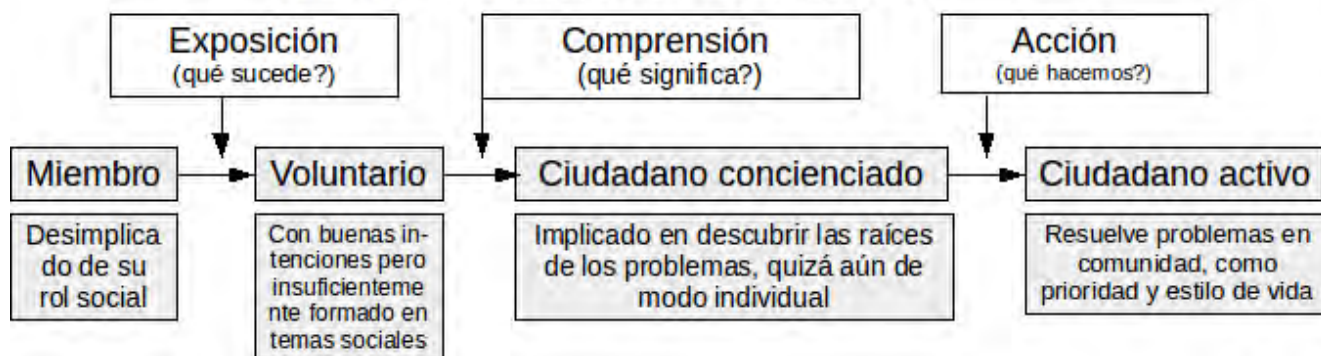 Exposición
(qué sucede?)
Comprensión
(qué significa?)
Acción
(qué hacemos?)
Miembro
Voluntario
Ciudadano concienciado
Ciudadano activo
Desimplica
do de su
rol social
Con buenas in-
tenciones pero
insuficienteme
nte formado en
temas sociales
Implicado en descubrir las raíces
de los problemas, quizá aún de
modo individual
Resuelve problemas en
comunidad, como
prioridad y estilo de vida